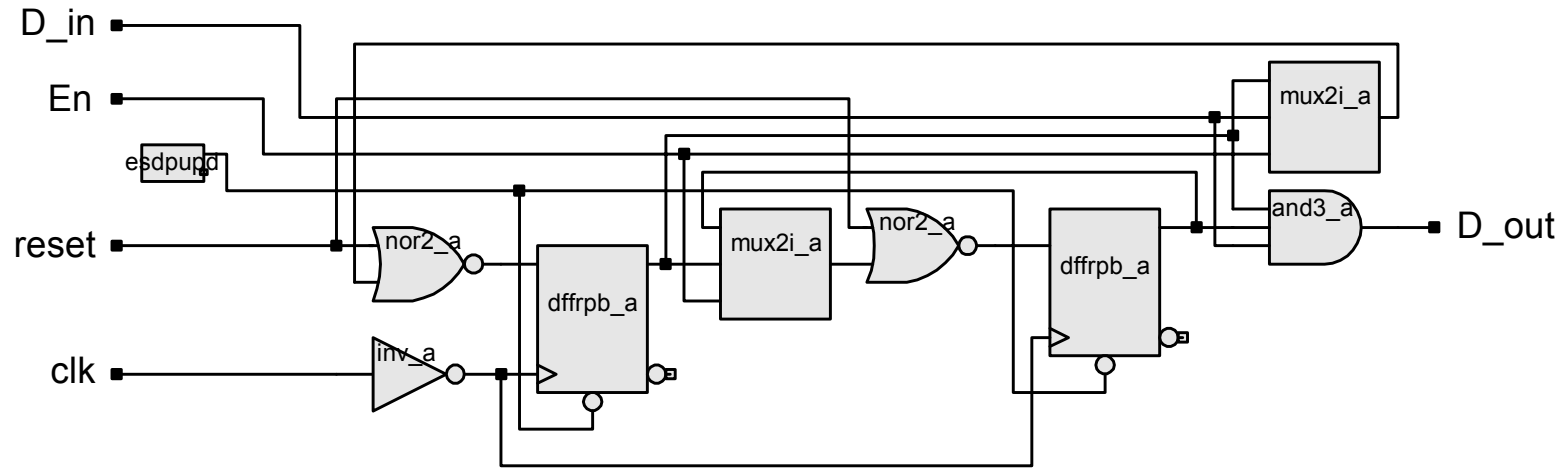 D_in
mux2i_a
En
esdpupd
and3_a
nor2_a
D_out
reset
nor2_a
mux2i_a
dffrpb_a
dffrpb_a
inv_a
clk